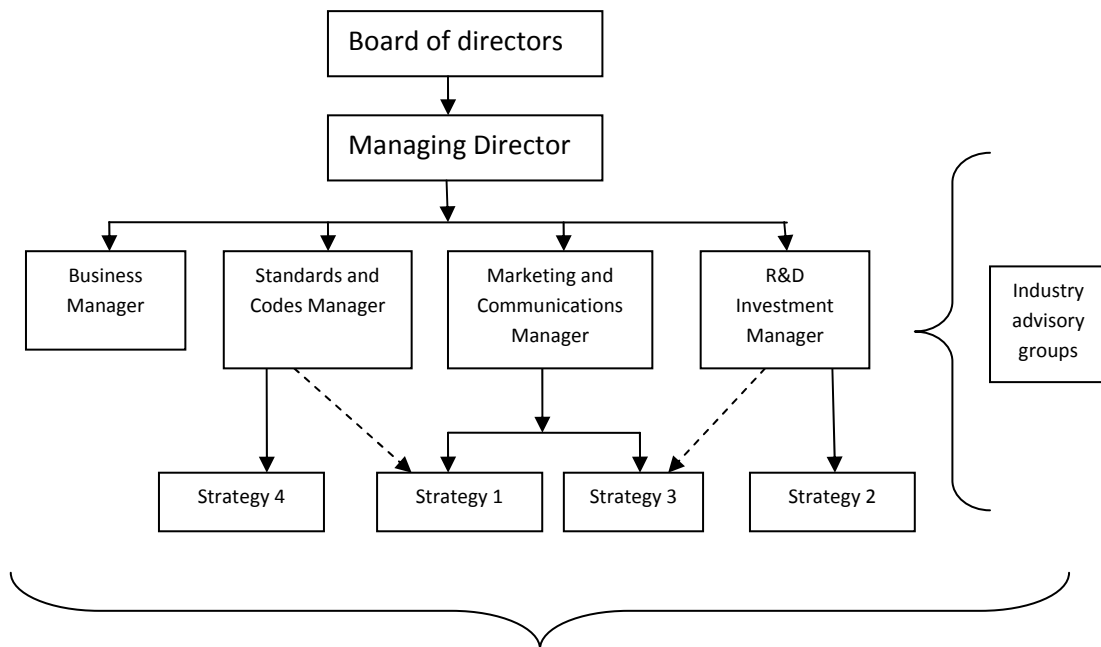 Board of directors
Managing Director
Business
Manager
Standards and
Codes Manager
Marketing and
Communications
Manager
R&D
Investment
Manager
Industry
advisory
groups
Strategy 4
Strategy 1
Strategy 3
Strategy 2